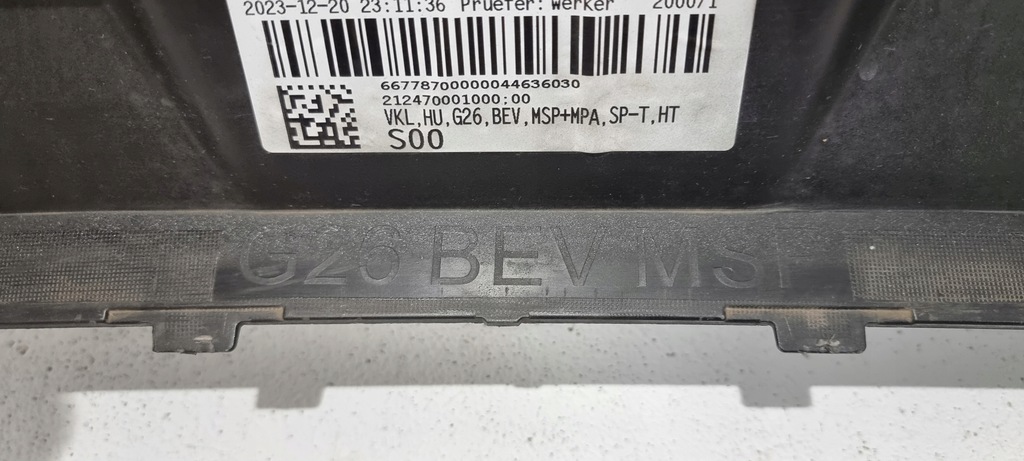 2023-12-20 23:11:36 Pruefer: Werker 200071
66778700000044636030
212470001000;00
VKL,HU,G26,BEV,MSP+MPA,SP-T,HT
S00
G26 BEV MSP